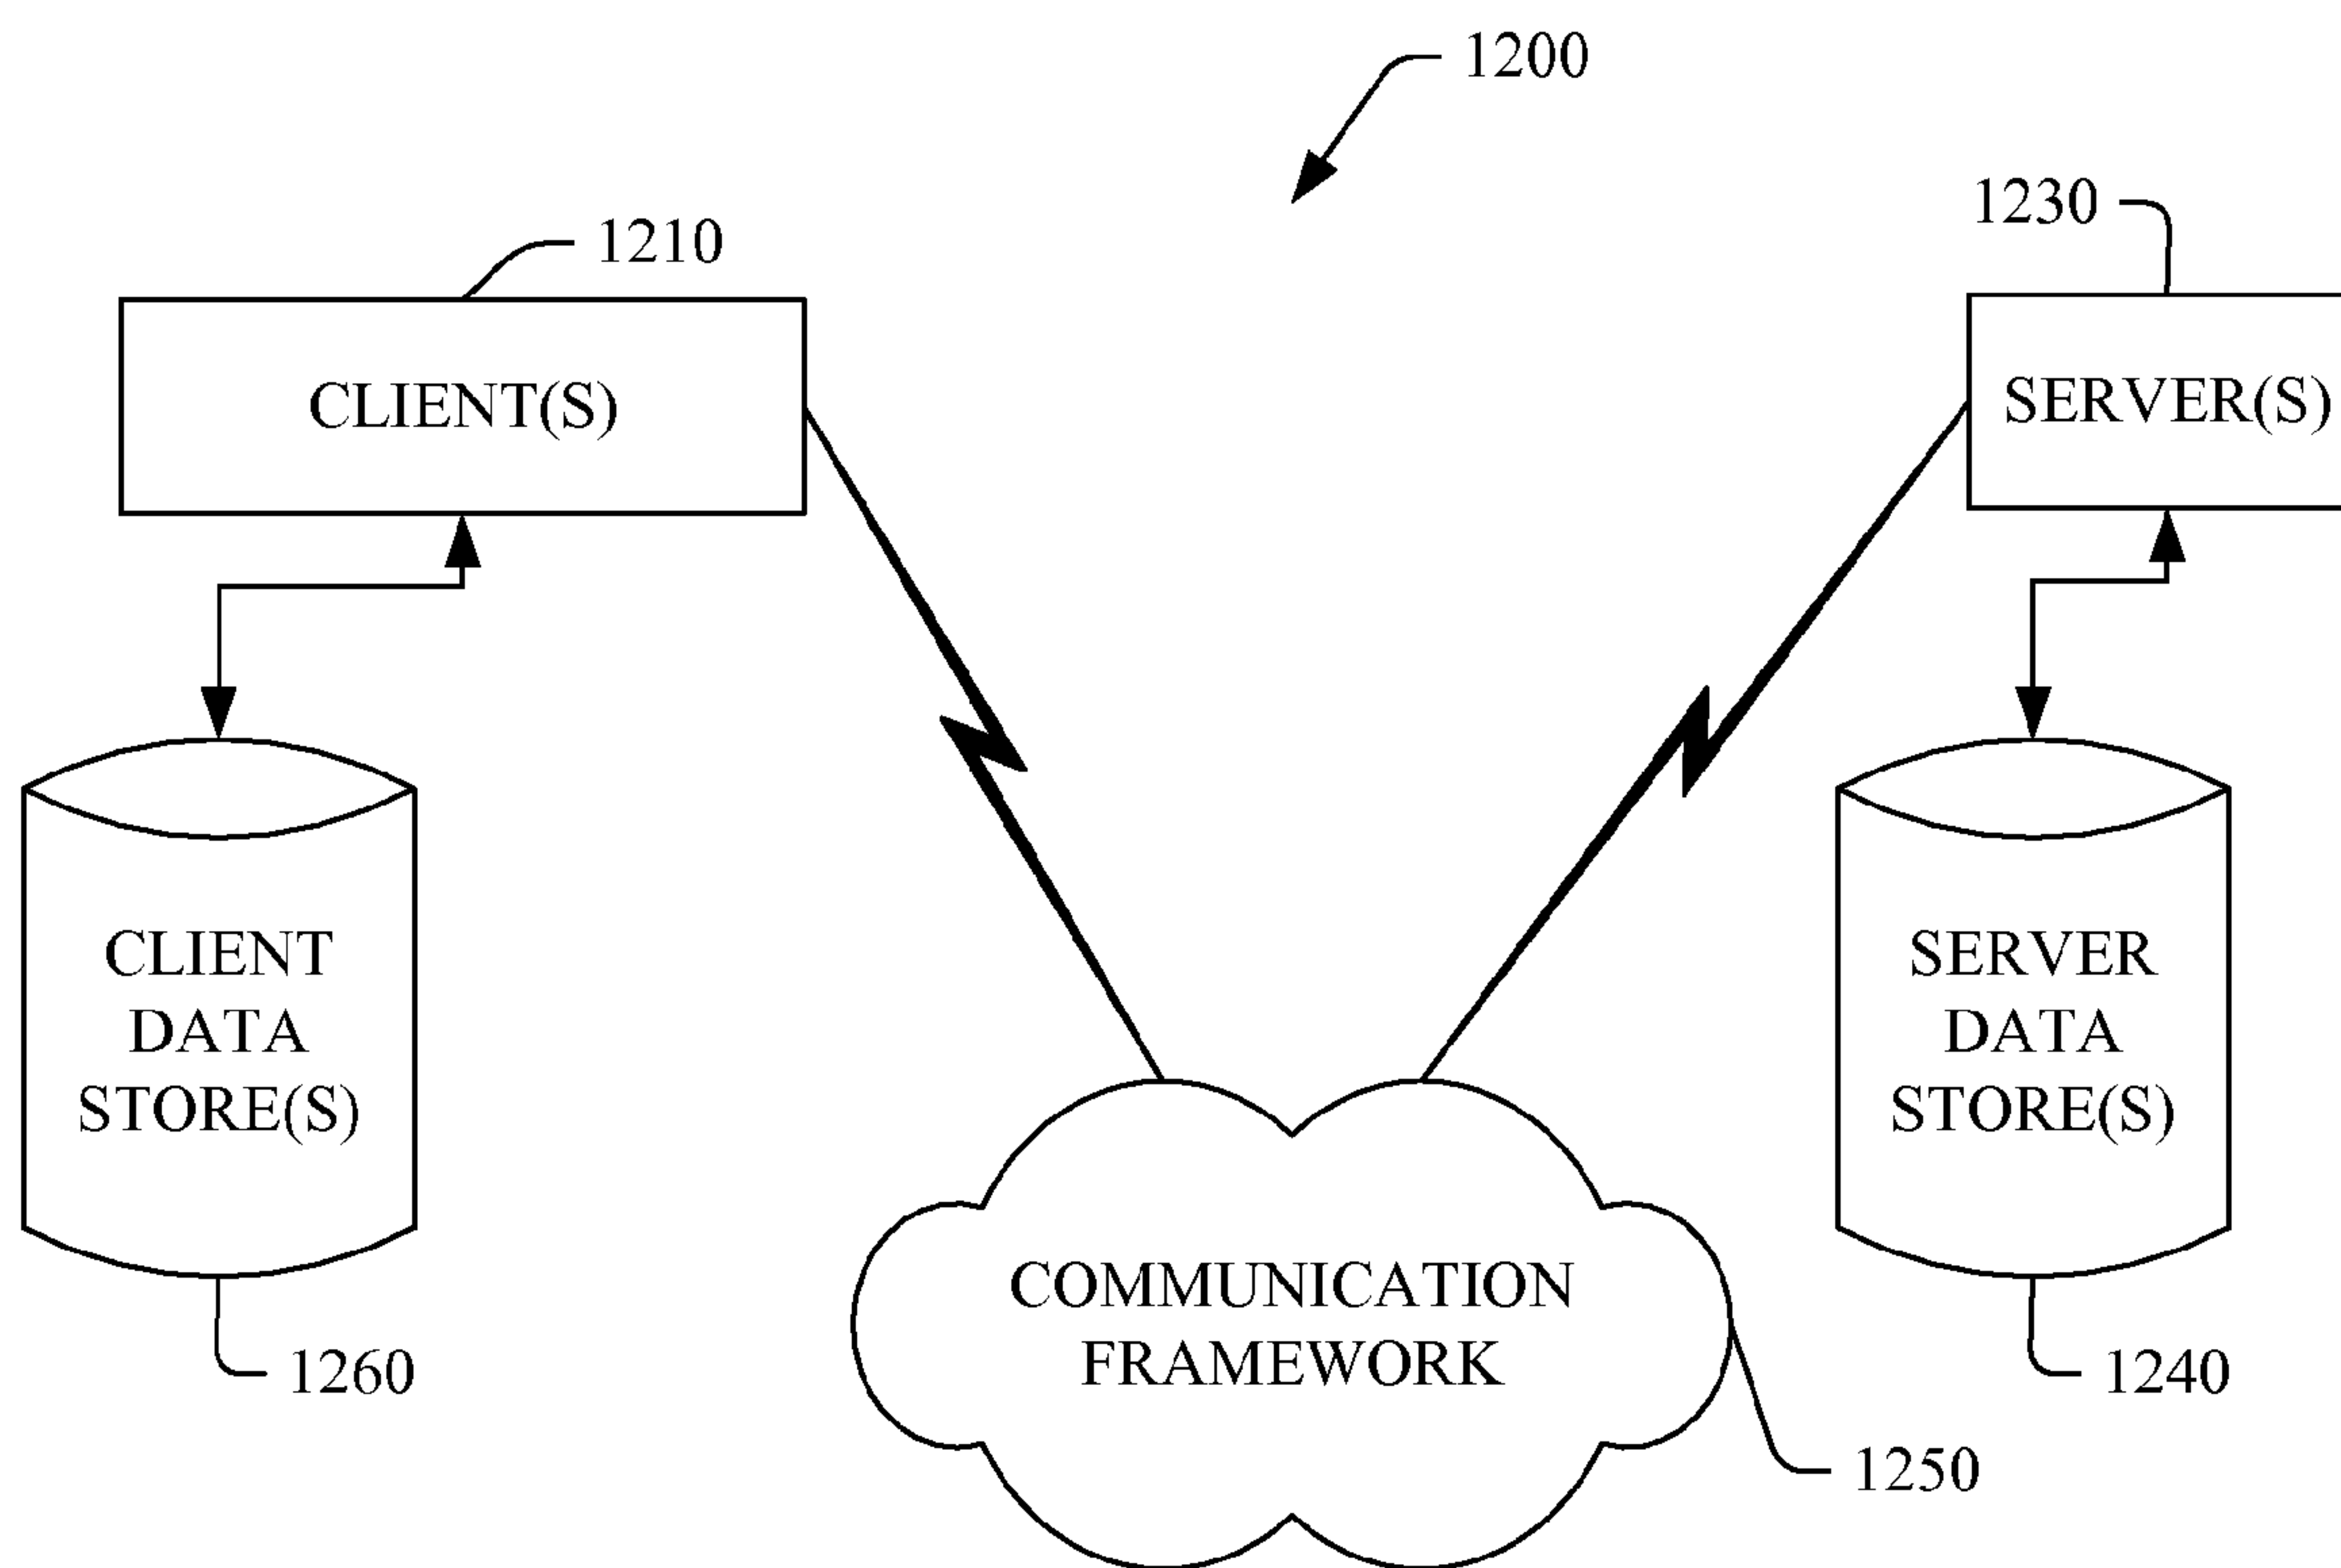 1200
1210
1230
CLIENT(S)
SERVER(S)
CLIENT
DATA
STORE(S)
SERVER
DATA
STORE(S)
COMMUNICATION
FRAMEWORK
1260
1240
1250